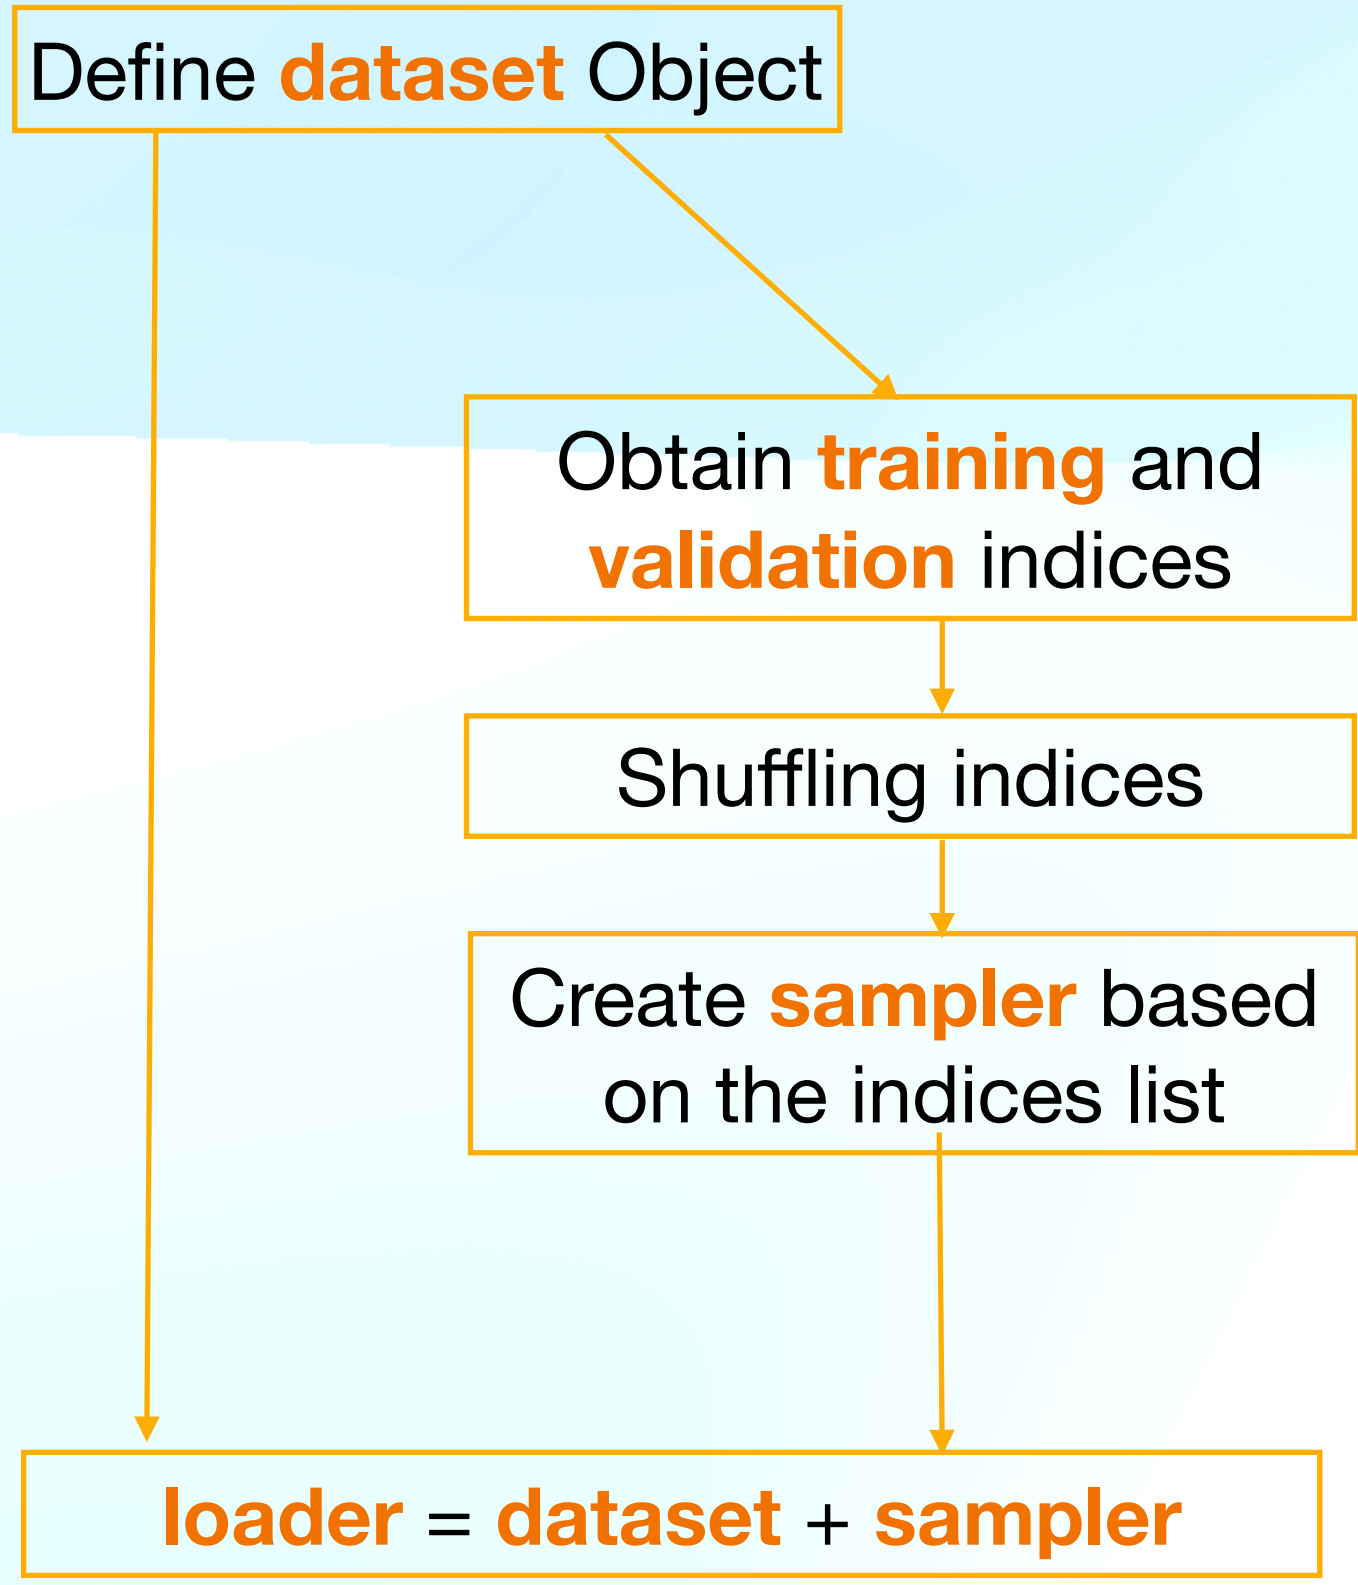 Define dataset Object
Obtain training and
validation indices
Shuffling indices
Create sampler based
on the indices list
loader = dataset + sampler